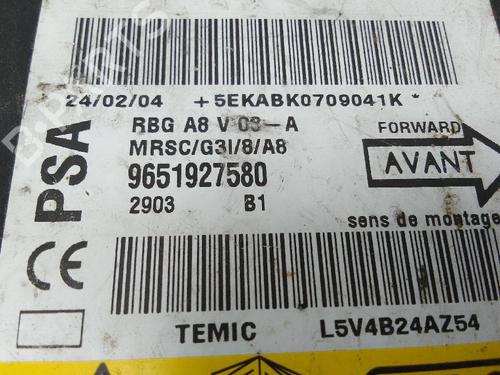 24/02/04 +5EKABK0709041K*
PSA
RBG A8 V 03-A
MRSC/G3I/8/A8
9651927580
2903 B1
FORWARD
AVANT
sens de montage
CE
TEMIC L5V4B24AZ54
B-PARTS